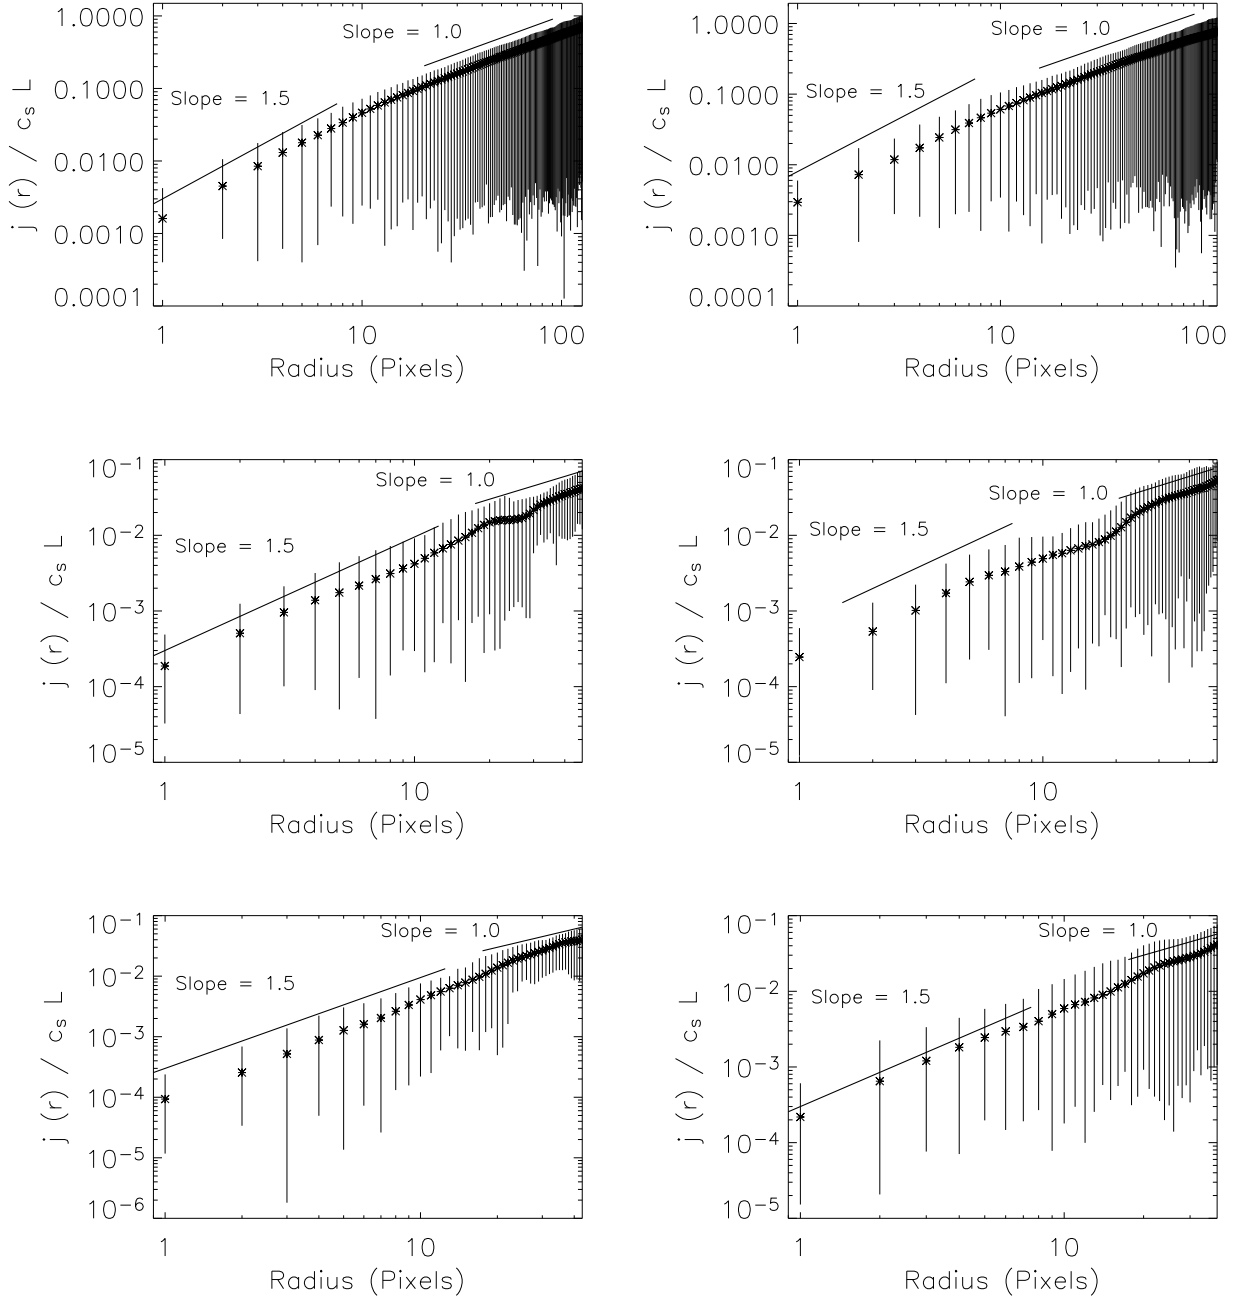 Slope = 1.0
Slope = 1.5
1.0000
0.1000
0.0100
0.0010
0.0001
j (r) / c_s L
1 10 100
Radius (Pixels)
Slope = 1.0
Slope = 1.5
1.0000
0.1000
0.0100
0.0010
0.0001
j (r) / c_s L
1 10 100
Radius (Pixels)
Slope = 1.0
Slope = 1.5
10^-1
10^-2
10^-3
10^-4
10^-5
j (r) / c_s L
1 10
Radius (Pixels)
Slope = 1.0
Slope = 1.5
10^-1
10^-2
10^-3
10^-4
10^-5
j (r) / c_s L
1 10
Radius (Pixels)
Slope = 1.0
Slope = 1.5
10^-1
10^-2
10^-3
10^-4
10^-5
10^-6
j (r) / c_s L
1 10
Radius (Pixels)
Slope = 1.0
Slope = 1.5
10^-1
10^-2
10^-3
10^-4
10^-5
j (r) / c_s L
1 10
Radius (Pixels)